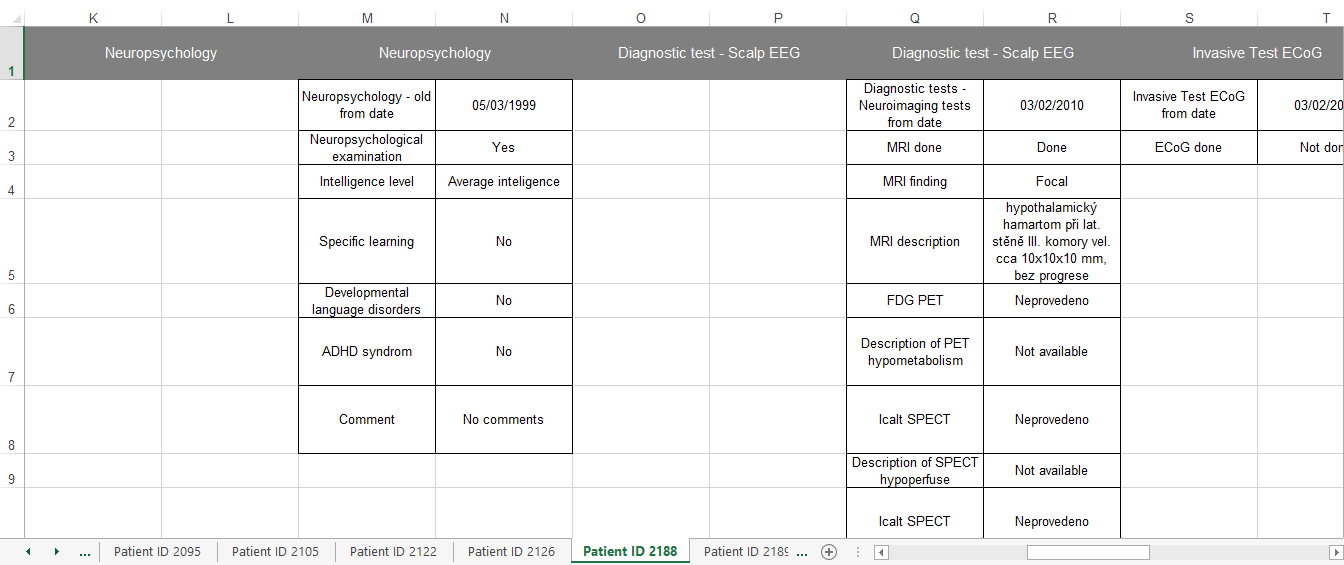 K L M N O P Q R S T
1 Neuropsychology Neuropsychology Diagnostic test - Scalp EEG Diagnostic test - Scalp EEG Invasive Test ECoG
Neuropsychology - old
from date
05/03/1999
Diagnostic tests -
Neuroimaging tests
from date
03/02/2010
Invasive Test ECoG
from date
03/02/20
2
Neuropsychological
examination
Yes
MRI done
Done
ECoG done
Not don
3
Intelligence level
Average inteligence
MRI finding
Focal
4
Specific learning
No
MRI description
hypothalamický
hamartom při lat.
stěně III. komory vel.
cca 10x10x10 mm,
bez progrese
5
Developmental
language disorders
No
FDG PET
Neprovedeno
6
ADHD syndrom
No
Description of PET
hypometabolism
Not available
7
Comment
No comments
Icalt SPECT
Neprovedeno
8
Description of SPECT
hypoperfuse
Not available
9
Icalt SPECT
Neprovedeno
... Patient ID 2095 Patient ID 2105 Patient ID 2122 Patient ID 2126 Patient ID 2188 Patient ID 2189 ...